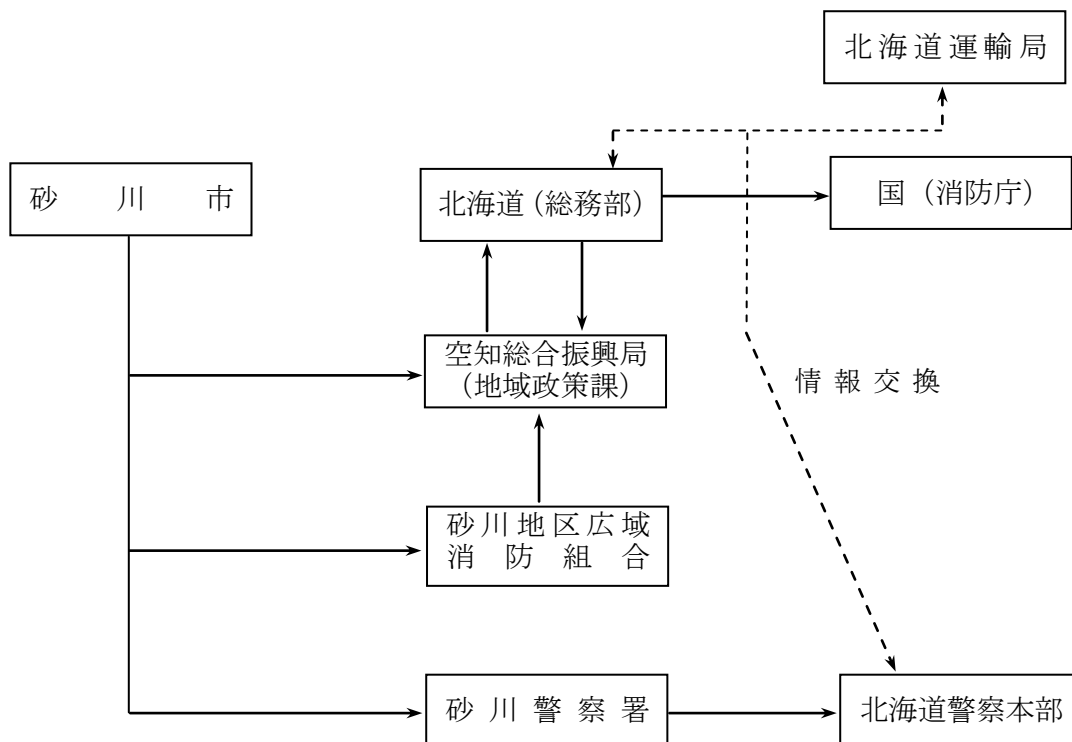 北海道運輸局
砂川市
北海道（総務部）
国（消防庁）
空知総合振興局
（地域政策課）
情報交換
砂川地区広域
消防組合
砂川警察署
北海道警察本部